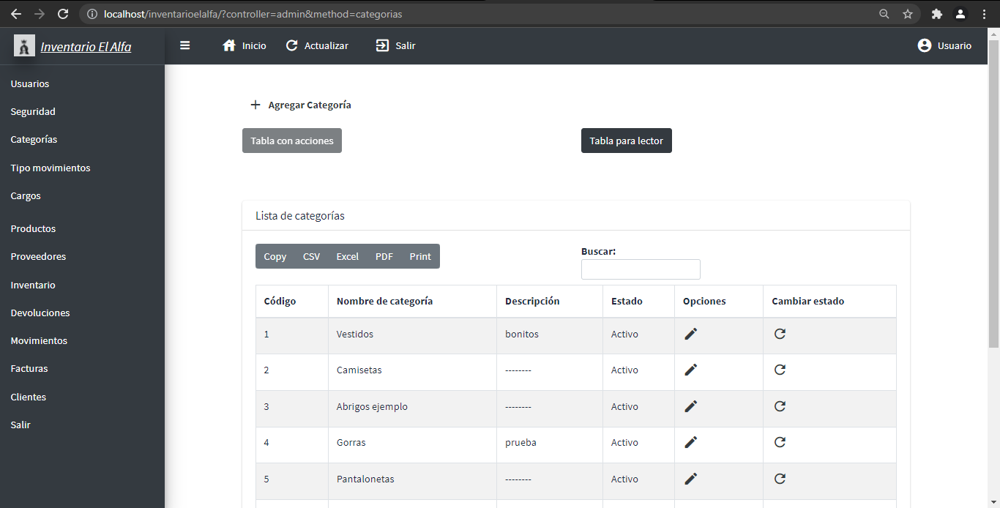 localhost/inventarioelalfa/?controller=admin&method=categorias
Inventario El Alfa
Inicio
Actualizar
Salir
Usuario
Usuarios
Seguridad
Categorías
Tipo movimientos
Cargos
Productos
Proveedores
Inventario
Devoluciones
Movimientos
Facturas
Clientes
Salir
Agregar Categoría
Tabla con acciones
Tabla para lector
Lista de categorías
Copy CSV Excel PDF Print
Buscar:
Código Nombre de categoría Descripción Estado Opciones Cambiar estado
1 Vestidos bonitos Activo
2 Camisetas -------- Activo
3 Abrigos ejemplo -------- Activo
4 Gorras prueba Activo
5 Pantalonetas -------- Activo